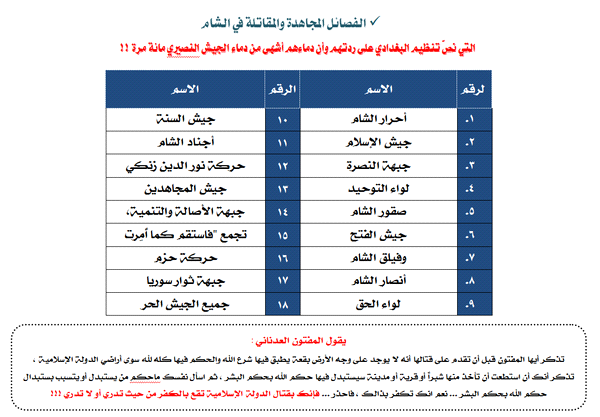 ✓ الفصائل المجاهدة والمقاتلة في الشام
التي نصّ تنظيم البغدادي على ردتهم وأن دماءهم أشهى من دماء الجيش النصيري مائة مرة !!
لرقم الاسم الرقم الاسم
١. أحرار الشام ١٠ جيش السنة
٢. جيش الإسلام ١١ أجناد الشام
٣. جبهة النصرة ١٢ حركة نور الدين زنكي
٤. لواء التوحيد ١٣ جيش المجاهدين
٥. صقور الشام ١٤ جبهة الأصالة والتنمية،
٦. جيش الفتح ١٥ تجمع "فاستقم كما أمرت
٧. وفيلق الشام ١٦ حركة حزم
٨. أنصار الشام ١٧ جبهة ثوار سوريا
٩. لواء الحق ١٨ جميع الجيش الحر
يقول المفتون العدناني :
تذكر أيها المفتون قبل أن تقدم على قتالها أنه لا يوجد على وجه الأرض بقعة يطبق فيها شرع الله والحكم فيها كله لله سوى أراضي الدولة الإسلامية ،
تذكر أنك أن استطعت أن تأخذ منها شبراً أو قرية أو مدينة سيستبدل فيها حكم الله بحكم البشر ، ثم اسأل نفسك ماحكم من يستبدل أو يتسبب بستبدال
حكم الله بحكم البشر ... نعم انك تكفر بذالك ، فاحذر ... فإنك بقتال الدولة الإسلامية تقع بالكفر من حيث تدري أو لا تدري !!!